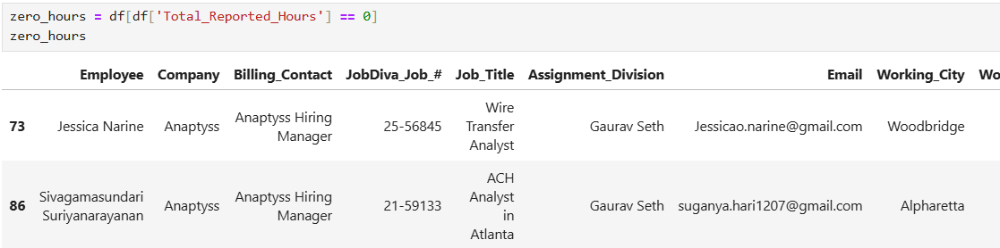 zero_hours = df[df['Total_Reported_Hours'] == 0]
zero_hours
Employee Company Billing_Contact JobDiva_Job_# Job_Title Assignment_Division Email Working_City Wo
73 Jessica Narine Anaptyss Anaptyss Hiring Manager 25-56845 Wire Transfer Analyst Gaurav Seth Jessicao.narine@gmail.com Woodbridge
86 Sivagamasundari Suriyanarayanan Anaptyss Anaptyss Hiring Manager 21-59133 ACH Analyst in Atlanta Gaurav Seth suganya.hari1207@gmail.com Alpharetta